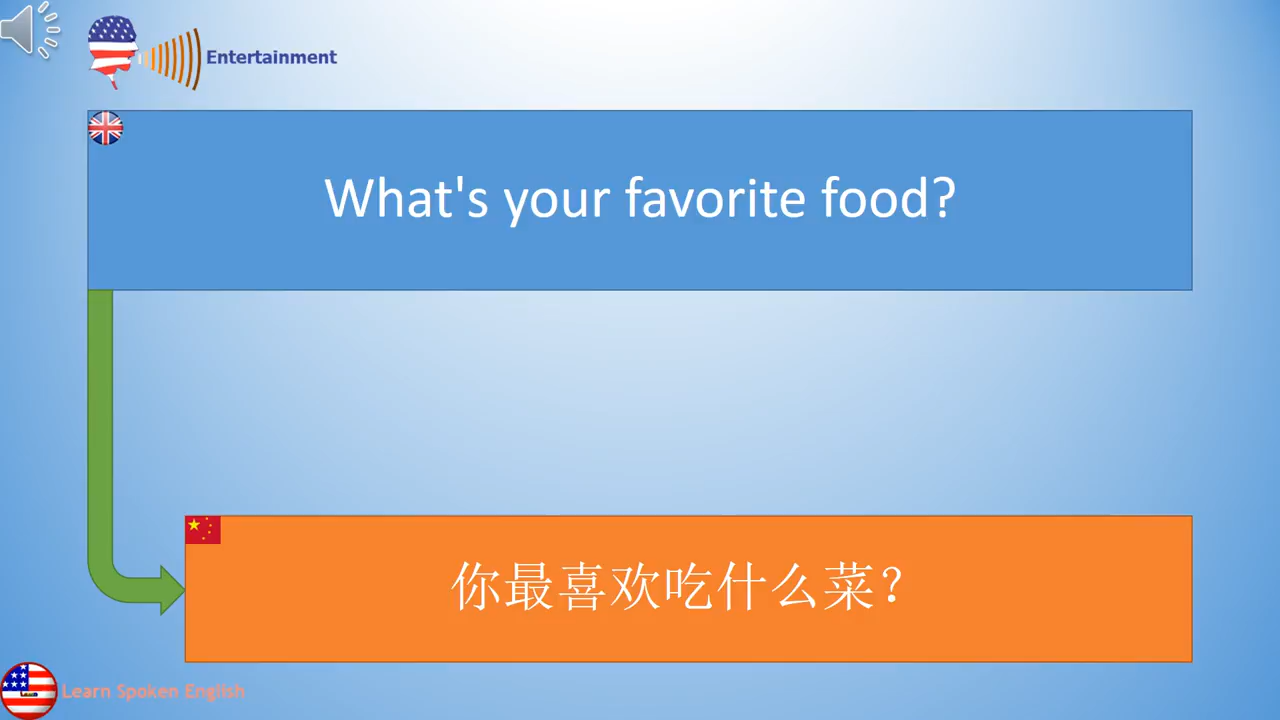 Entertainment
What's your favorite food?
你最喜欢吃什么菜？
Learn Spoken English